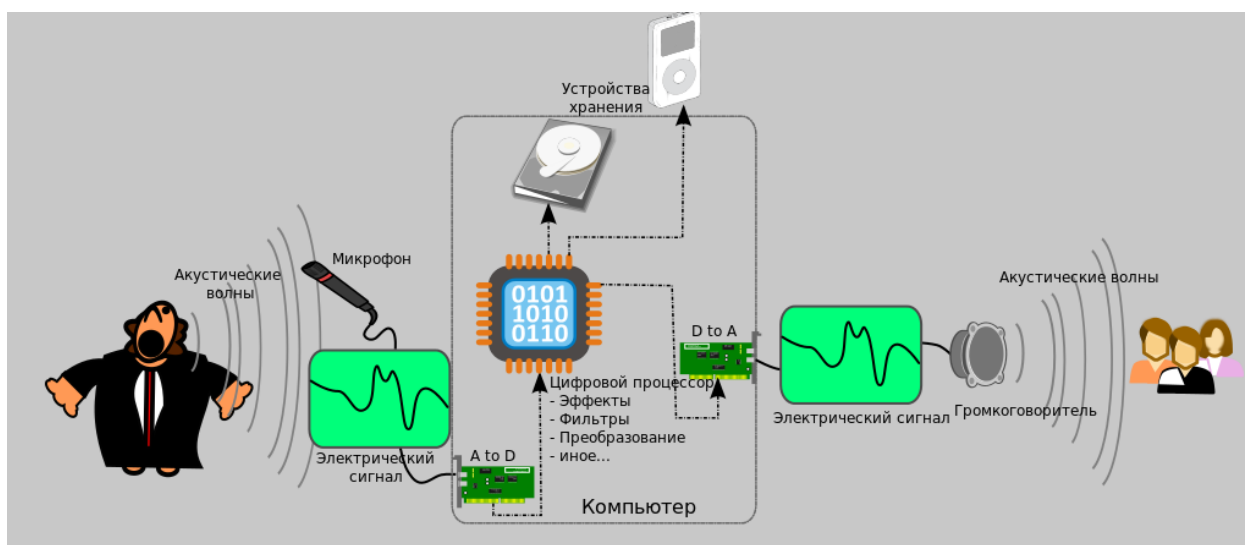 Устройства
хранения
Микрофон
Акустические
волны
Акустические волны
0101
1010
0110
D to A
Цифровой процессор
- Эффекты
- Фильтры
- Преобразование
- иное...
Электрический сигнал
Громкоговоритель
Электрический
сигнал
A to D
Компьютер